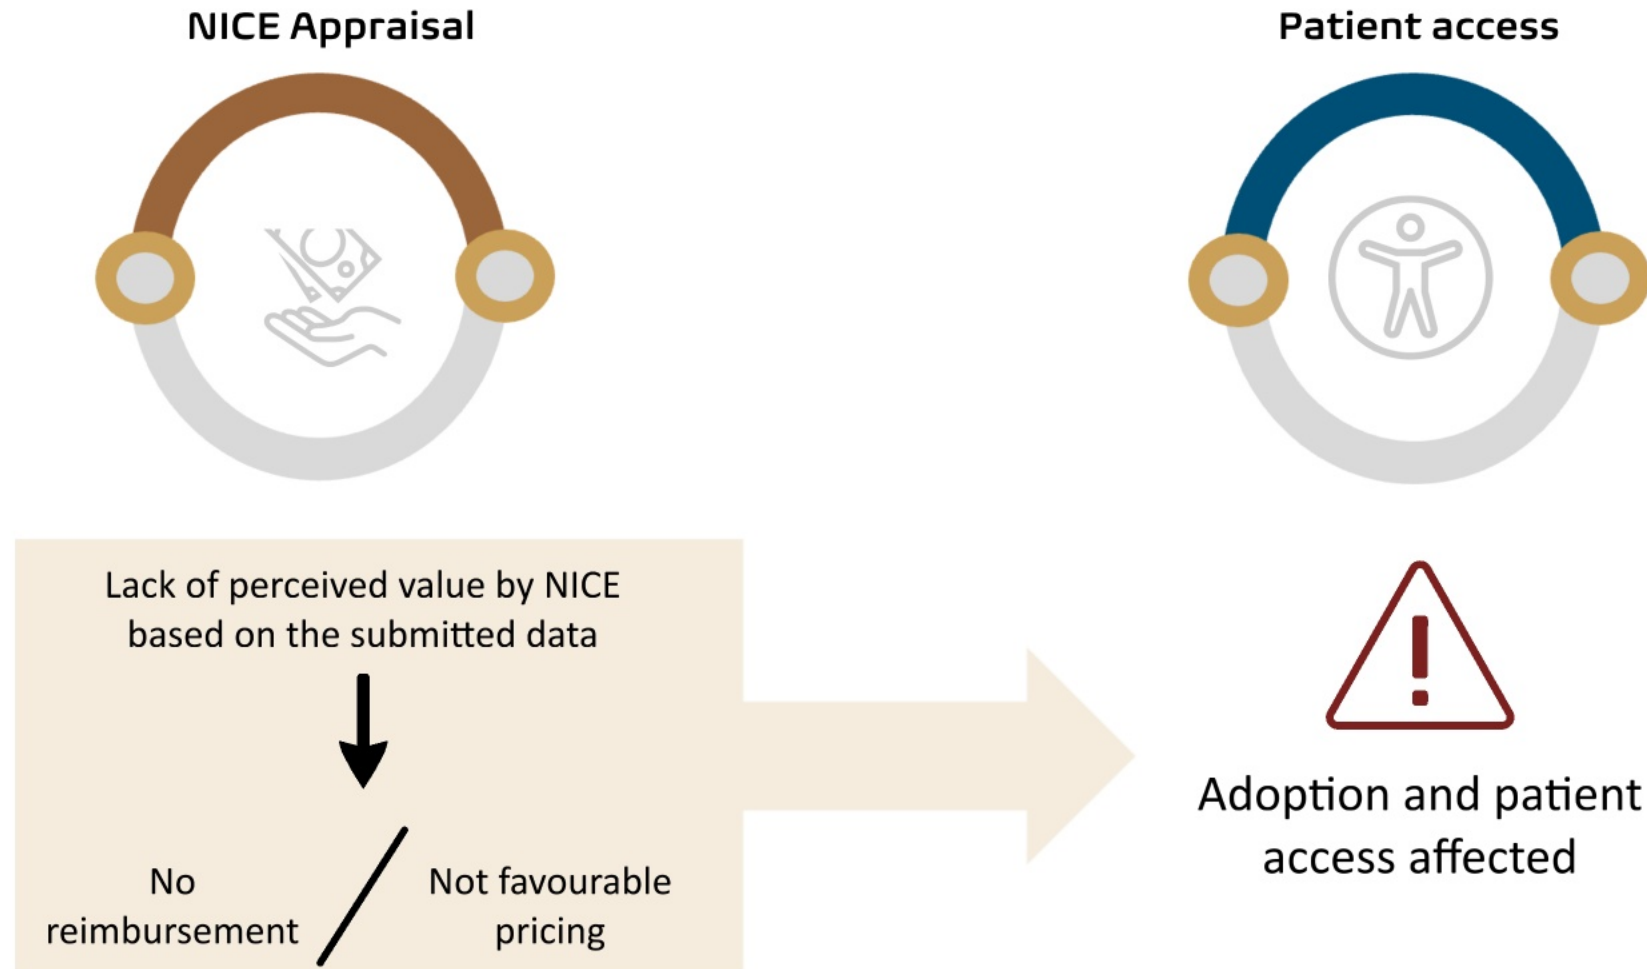 NICE Appraisal
Patient access
Lack of perceived value by NICE
based on the submitted data
No
reimbursement
Not favourable
pricing
Adoption and patient
access affected